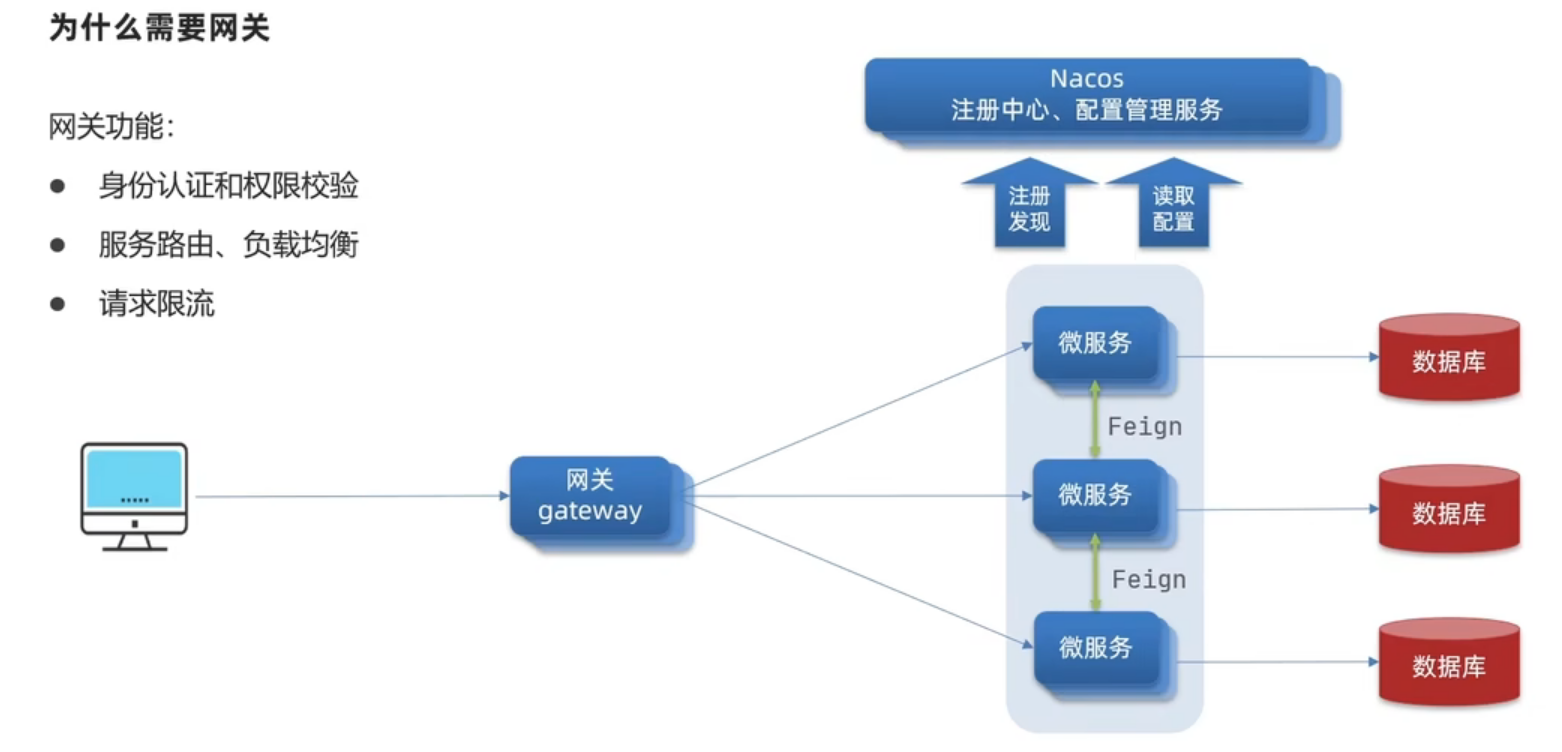 为什么需要网关
网关功能：
● 身份认证和权限校验
● 服务路由、负载均衡
● 请求限流
Nacos
注册中心、配置管理服务
注册
发现
读取
配置
微服务
数据库
Feign
网关
gateway
微服务
数据库
Feign
微服务
数据库